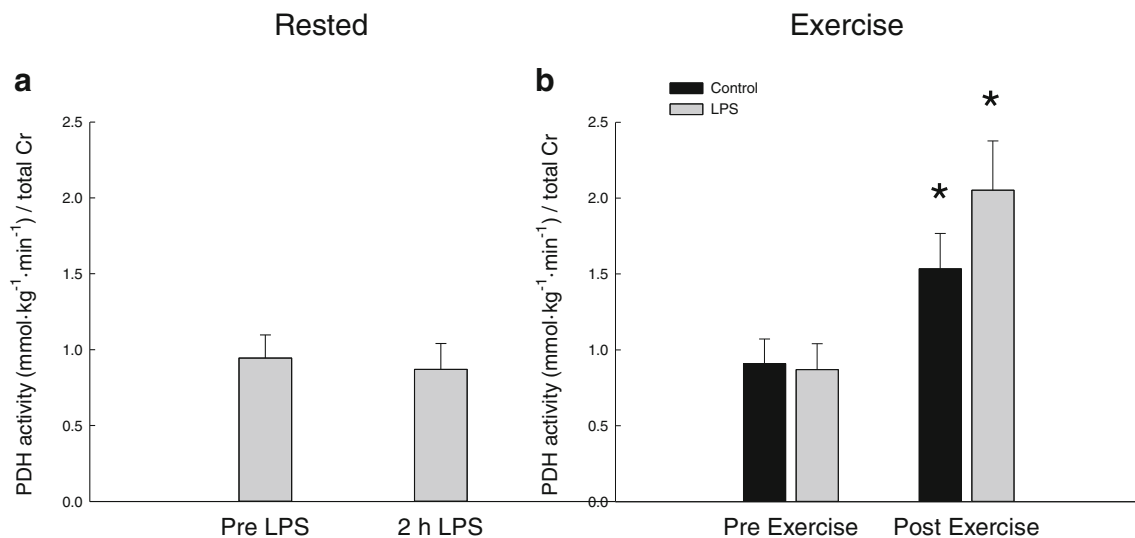 Rested
Exercise
a
PDH activity (mmol·kg⁻¹·min⁻¹) / total Cr
2.5
2.0
1.5
1.0
0.5
0.0
Pre LPS
2 h LPS
b
Control
LPS
PDH activity (mmol·kg⁻¹·min⁻¹) / total Cr
2.5
2.0
1.5
1.0
0.5
0.0
*
*
Pre Exercise
Post Exercise